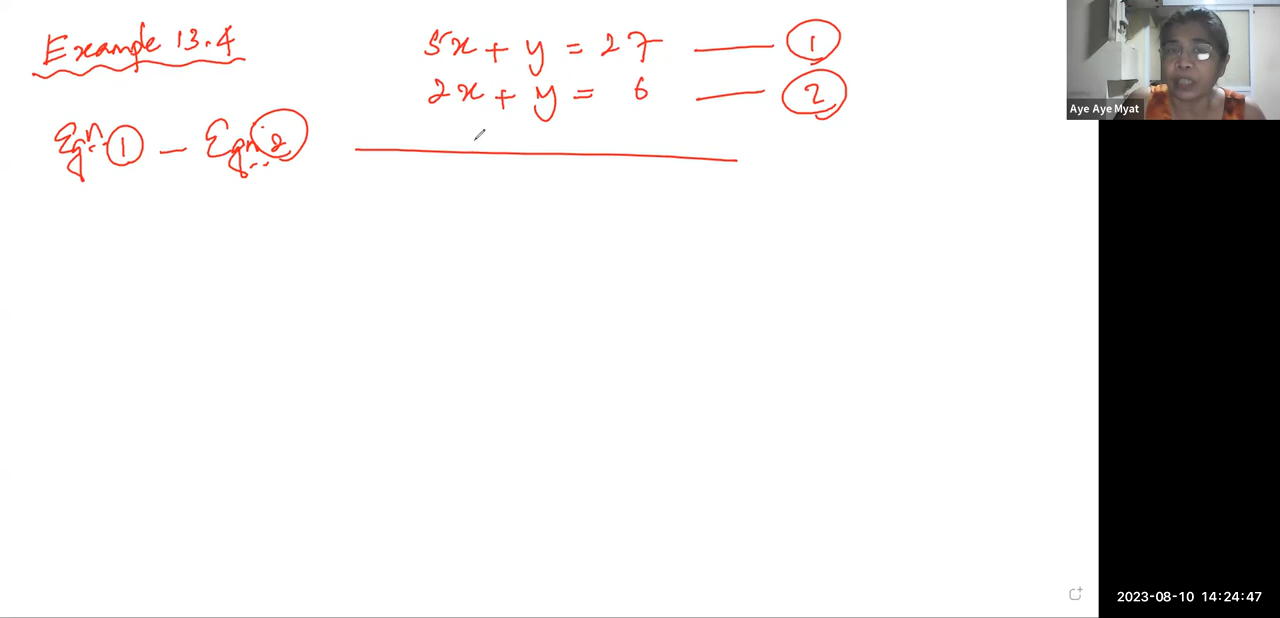 Example 13.4
5x + y = 27 —— ①
2x + y = 6 —— ②
Eqn ① — Eqn ②
Aye Aye Myat
2023-08-10 14:24:47